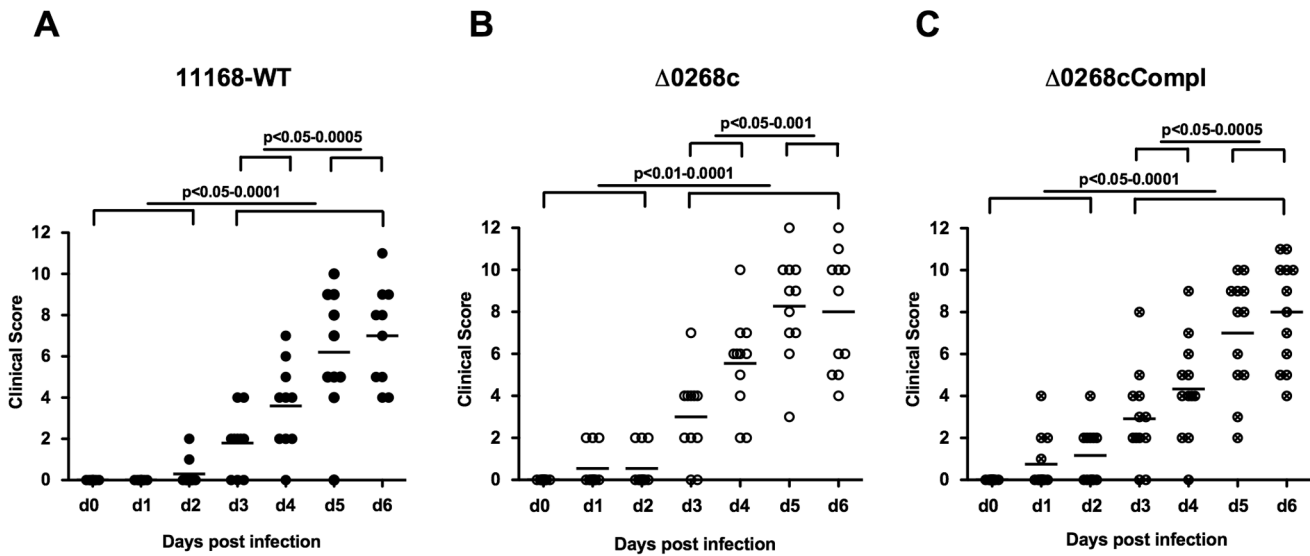 A
11168-WT
p<0.05-0.0005
p<0.05-0.0001
Clinical Score
12
10
8
6
4
2
0
d0 d1 d2 d3 d4 d5 d6
Days post infection
B
Δ0268c
p<0.05-0.001
p<0.01-0.0001
Clinical Score
12
10
8
6
4
2
0
d0 d1 d2 d3 d4 d5 d6
Days post infection
C
Δ0268cCompl
p<0.05-0.0005
p<0.05-0.0001
Clinical Score
12
10
8
6
4
2
0
d0 d1 d2 d3 d4 d5 d6
Days post infection